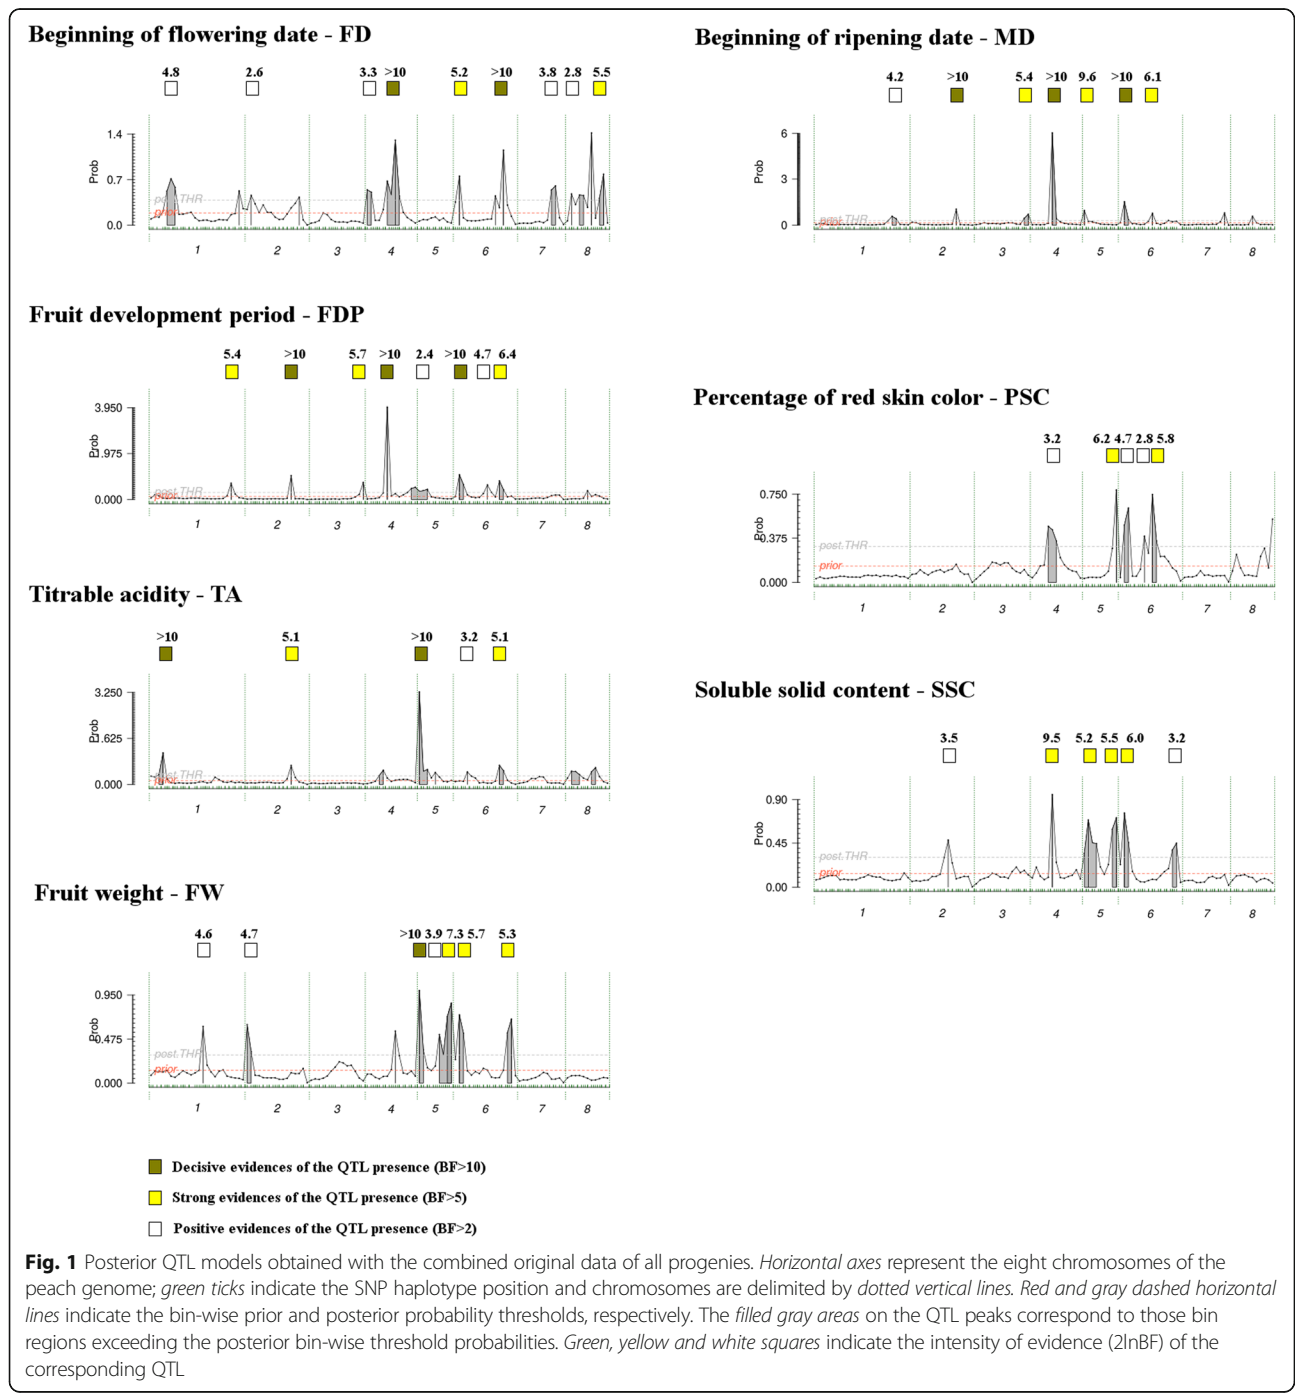 Beginning of flowering date - FD
4.8 2.6 3.3 >10 5.2 >10 3.8 2.8 5.5
Prob
1.4
0.7
0.0
post.THR
prior
1 2 3 4 5 6 7 8
Beginning of ripening date - MD
4.2 >10 5.4 >10 9.6 >10 6.1
Prob
6
3
0
post.THR
prior
1 2 3 4 5 6 7 8
Fruit development period - FDP
5.4 >10 5.7 >10 2.4 >10 4.7 6.4
Prob
3.950
1.975
0.000
post.THR
prior
1 2 3 4 5 6 7 8
Percentage of red skin color - PSC
3.2 6.2 4.7 2.8 5.8
Prob
0.750
0.375
0.000
post.THR
prior
1 2 3 4 5 6 7 8
Titrable acidity - TA
>10 5.1 >10 3.2 5.1
Prob
3.250
1.625
0.000
post.THR
prior
1 2 3 4 5 6 7 8
Soluble solid content - SSC
3.5 9.5 5.2 5.5 6.0 3.2
Prob
0.90
0.45
0.00
post.THR
prior
1 2 3 4 5 6 7 8
Fruit weight - FW
4.6 4.7 >10 3.9 7.3 5.7 5.3
Prob
0.950
0.475
0.000
post.THR
prior
1 2 3 4 5 6 7 8
Decisive evidences of the QTL presence (BF>10)
Strong evidences of the QTL presence (BF>5)
Positive evidences of the QTL presence (BF>2)
Fig. 1 Posterior QTL models obtained with the combined original data of all progenies. Horizontal axes represent the eight chromosomes of the
peach genome; green ticks indicate the SNP haplotype position and chromosomes are delimited by dotted vertical lines. Red and gray dashed horizontal
lines indicate the bin-wise prior and posterior probability thresholds, respectively. The filled gray areas on the QTL peaks correspond to those bin
regions exceeding the posterior bin-wise threshold probabilities. Green, yellow and white squares indicate the intensity of evidence (2lnBF) of the
corresponding QTL